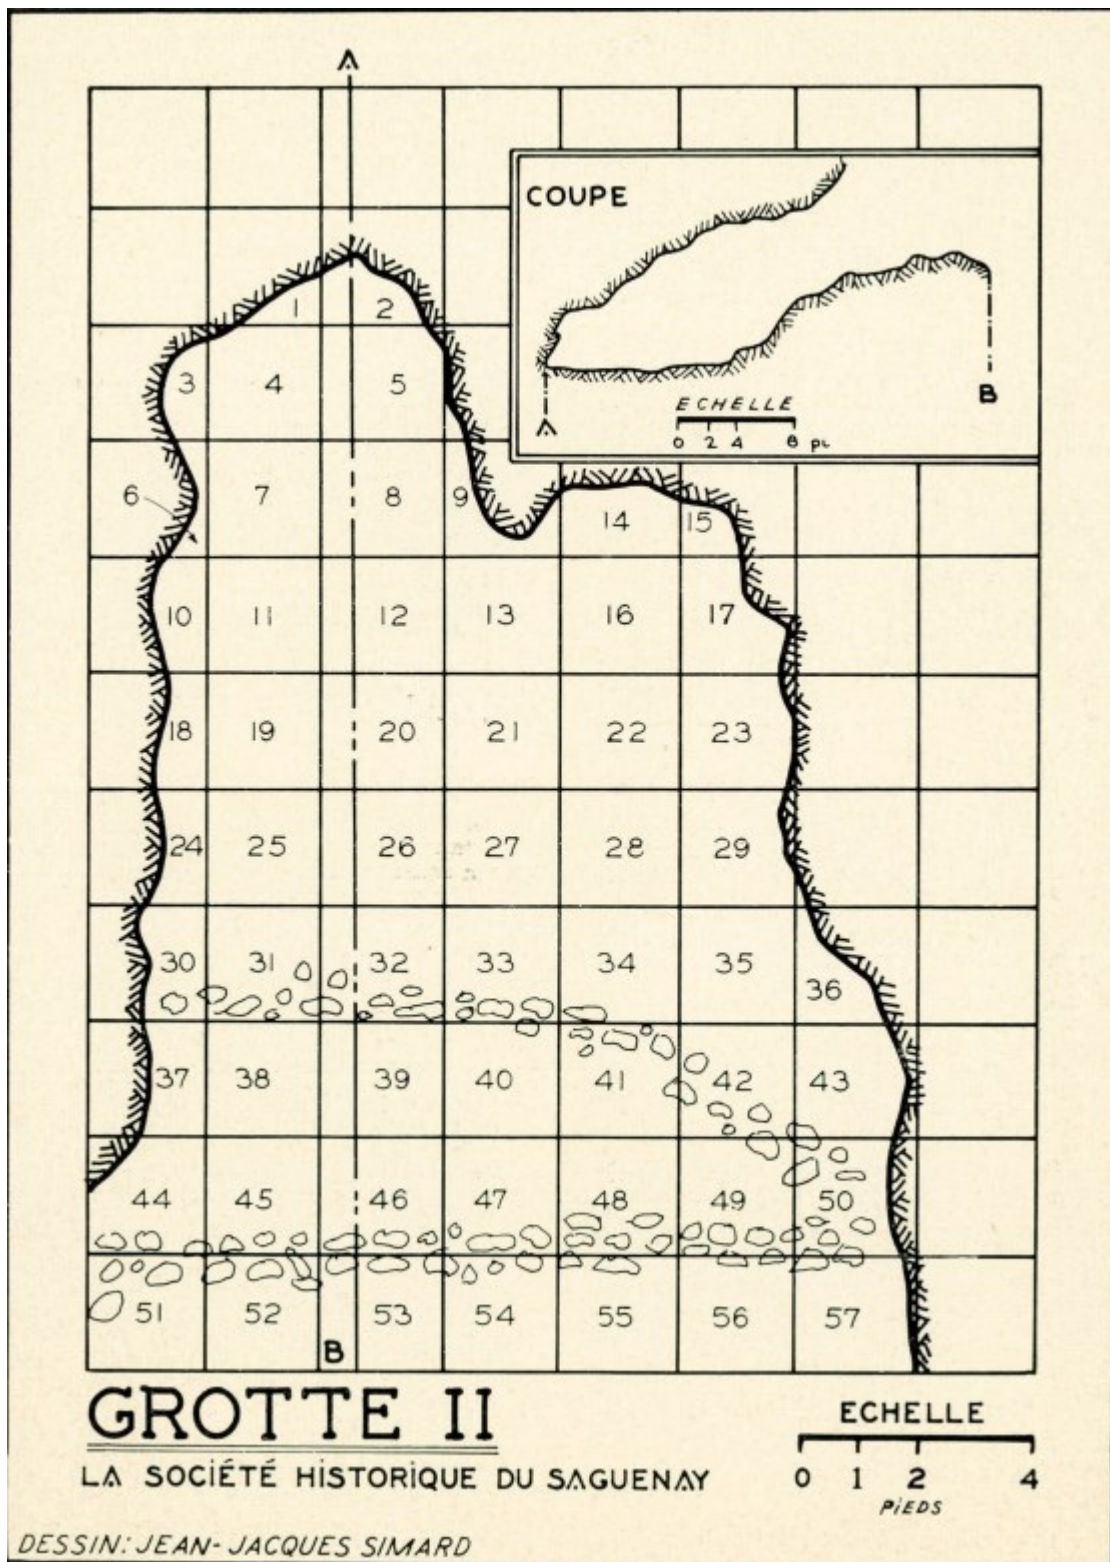 A
COUPE
ECHELLE
0 2 4 8 pi.
A
B
1 2
3 4 5
6 7 8 9 14 15
10 11 12 13 16 17
18 19 20 21 22 23
24 25 26 27 28 29
30 31 32 33 34 35 36
37 38 39 40 41 42 43
44 45 46 47 48 49 50
51 52 53 54 55 56 57
B
GROTTE II
LA SOCIÉTÉ HISTORIQUE DU SAGUENAY
ECHELLE
0 1 2 4
PIEDS
DESSIN: JEAN-JACQUES SIMARD